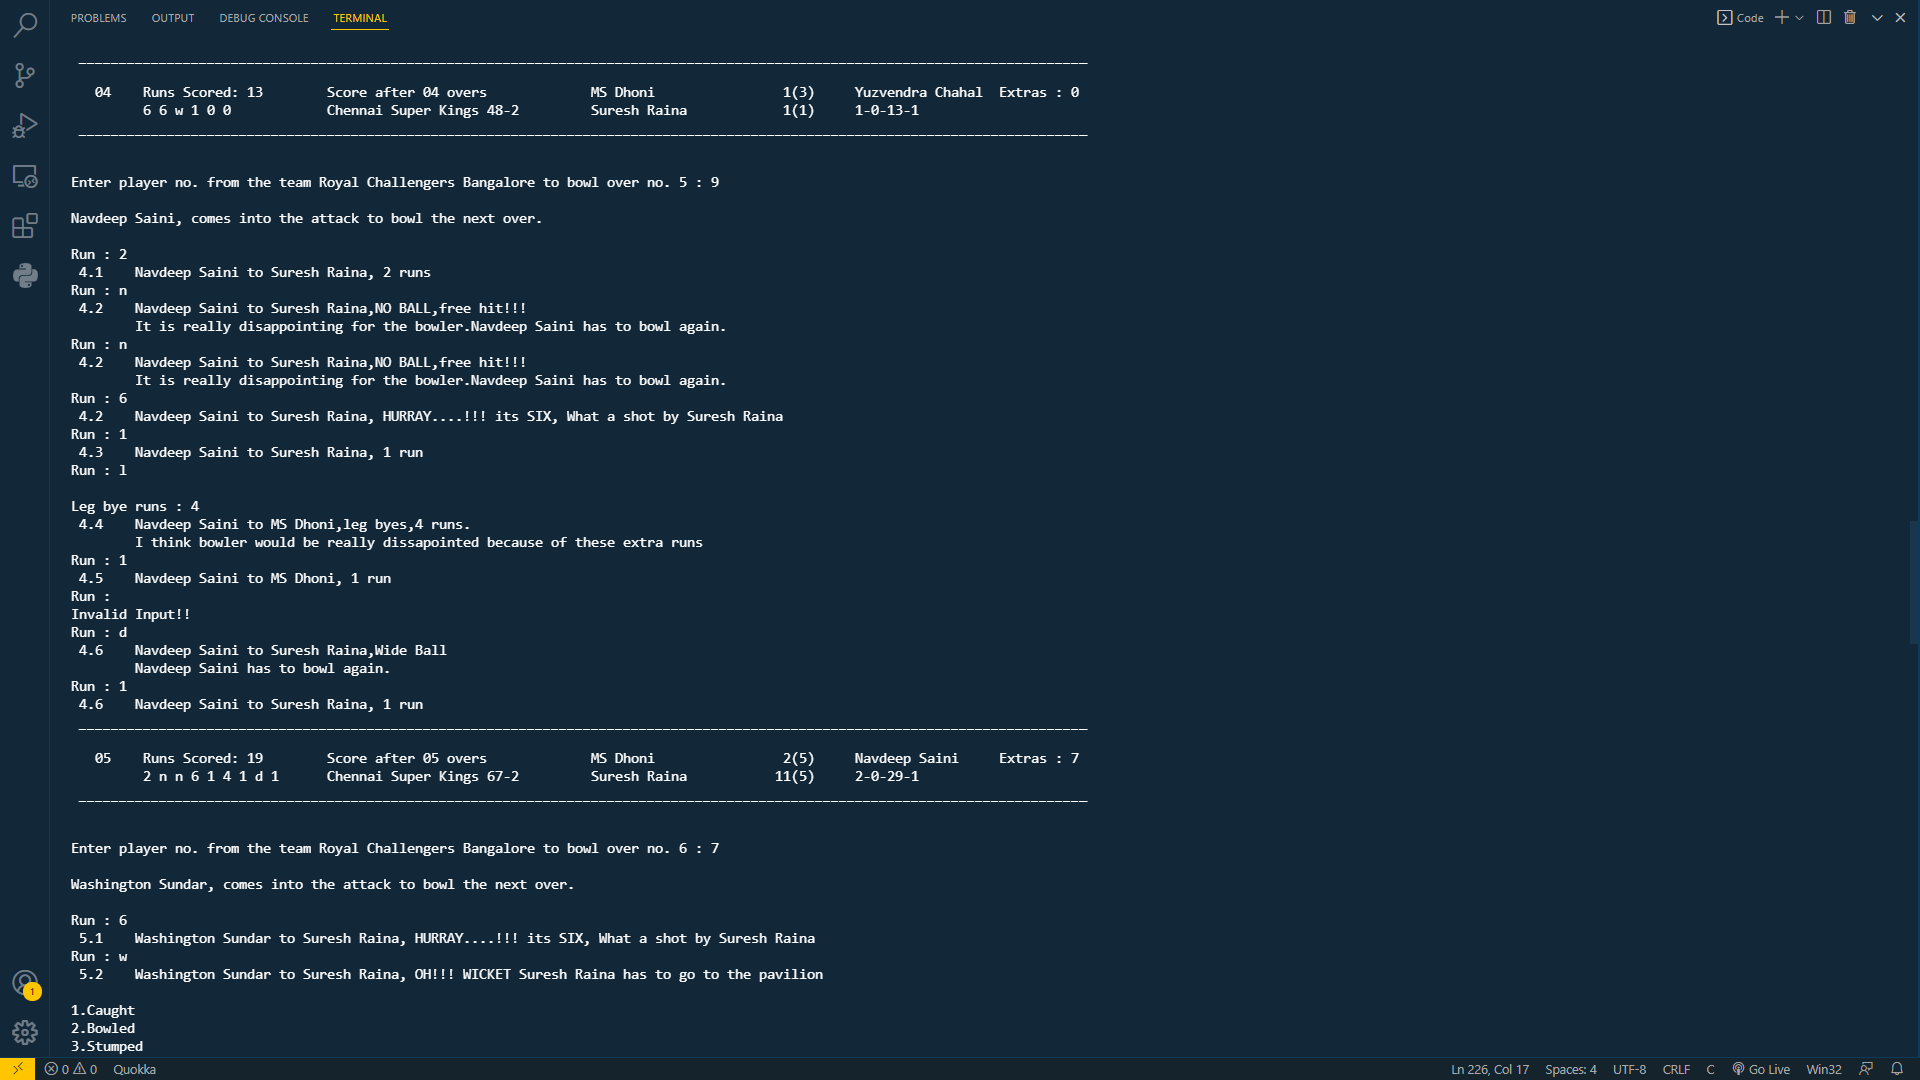 PROBLEMS OUTPUT DEBUG CONSOLE TERMINAL Code
04 Runs Scored: 13 Score after 04 overs MS Dhoni 1(3) Yuzvendra Chahal Extras : 0
6 6 w 1 0 0 Chennai Super Kings 48-2 Suresh Raina 1(1) 1-0-13-1
Enter player no. from the team Royal Challengers Bangalore to bowl over no. 5 : 9
Navdeep Saini, comes into the attack to bowl the next over.
Run : 2
4.1 Navdeep Saini to Suresh Raina, 2 runs
Run : n
4.2 Navdeep Saini to Suresh Raina,NO BALL,free hit!!!
It is really disappointing for the bowler.Navdeep Saini has to bowl again.
Run : n
4.2 Navdeep Saini to Suresh Raina,NO BALL,free hit!!!
It is really disappointing for the bowler.Navdeep Saini has to bowl again.
Run : 6
4.2 Navdeep Saini to Suresh Raina, HURRAY....!!! its SIX, What a shot by Suresh Raina
Run : 1
4.3 Navdeep Saini to Suresh Raina, 1 run
Run : l
Leg bye runs : 4
4.4 Navdeep Saini to MS Dhoni,leg byes,4 runs.
I think bowler would be really dissapointed because of these extra runs
Run : 1
4.5 Navdeep Saini to MS Dhoni, 1 run
Run :
Invalid Input!!
Run : d
4.6 Navdeep Saini to Suresh Raina,Wide Ball
Navdeep Saini has to bowl again.
Run : 1
4.6 Navdeep Saini to Suresh Raina, 1 run
05 Runs Scored: 19 Score after 05 overs MS Dhoni 2(5) Navdeep Saini Extras : 7
2 n n 6 1 4 1 d 1 Chennai Super Kings 67-2 Suresh Raina 11(5) 2-0-29-1
Enter player no. from the team Royal Challengers Bangalore to bowl over no. 6 : 7
Washington Sundar, comes into the attack to bowl the next over.
Run : 6
5.1 Washington Sundar to Suresh Raina, HURRAY....!!! its SIX, What a shot by Suresh Raina
Run : w
5.2 Washington Sundar to Suresh Raina, OH!!! WICKET Suresh Raina has to go to the pavilion
1.Caught
2.Bowled
3.Stumped
1
0 0 Quokka Ln 226, Col 17 Spaces: 4 UTF-8 CRLF C Go Live Win32